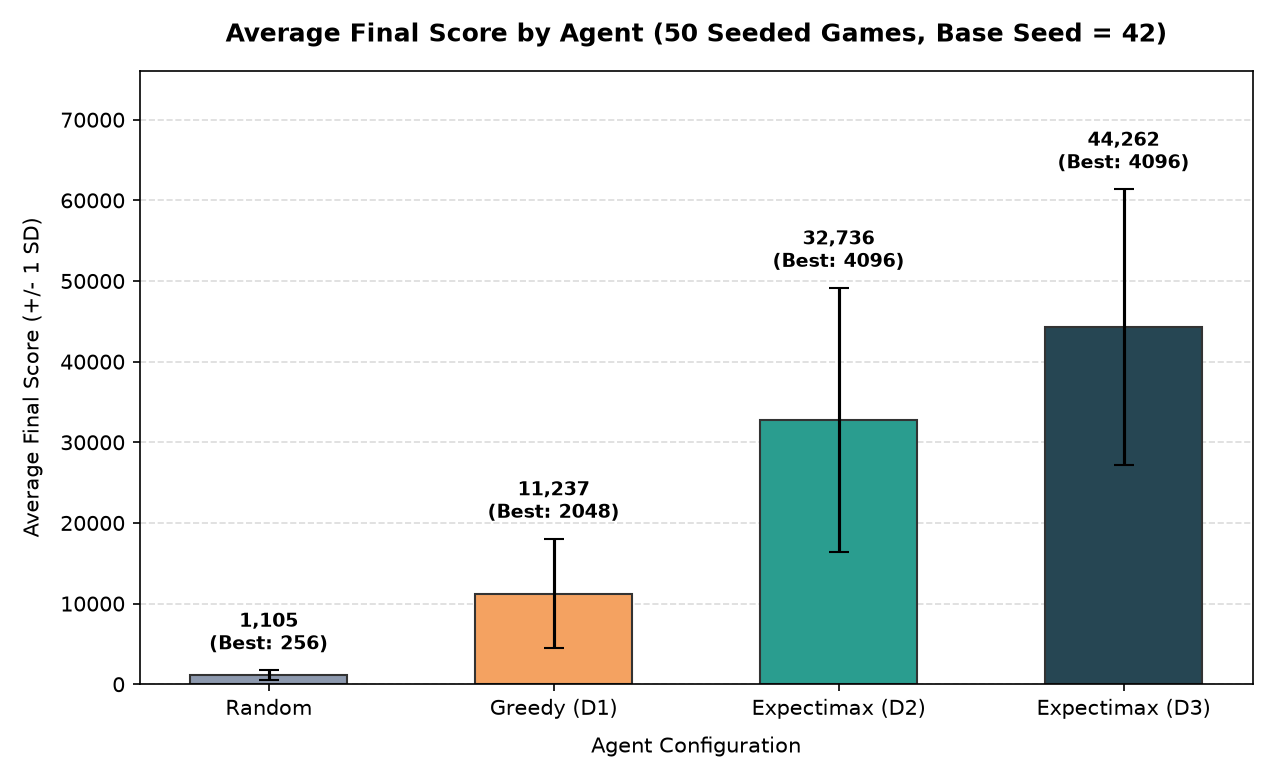 Average Final Score by Agent (50 Seeded Games, Base Seed = 42)
Average Final Score (+/- 1 SD)
70000
60000
50000
40000
30000
20000
10000
0
1,105
(Best: 256)
11,237
(Best: 2048)
32,736
(Best: 4096)
44,262
(Best: 4096)
Random
Greedy (D1)
Expectimax (D2)
Expectimax (D3)
Agent Configuration